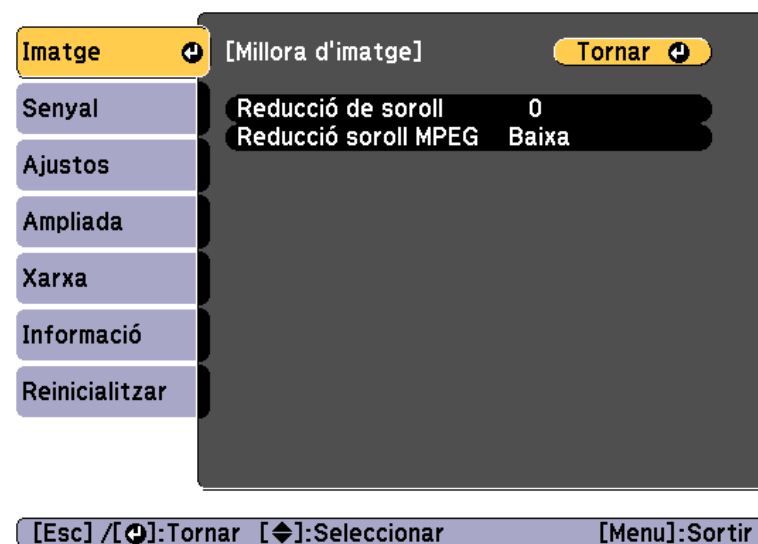 Imatge
[Millora d'imatge]
Tornar
Senyal
Reducció de soroll 0
Reducció soroll MPEG Baixa
Ajustos
Ampliada
Xarxa
Informació
Reinicialitzar
[Esc] /[⏎]:Tornar [◆]:Seleccionar [Menu]:Sortir